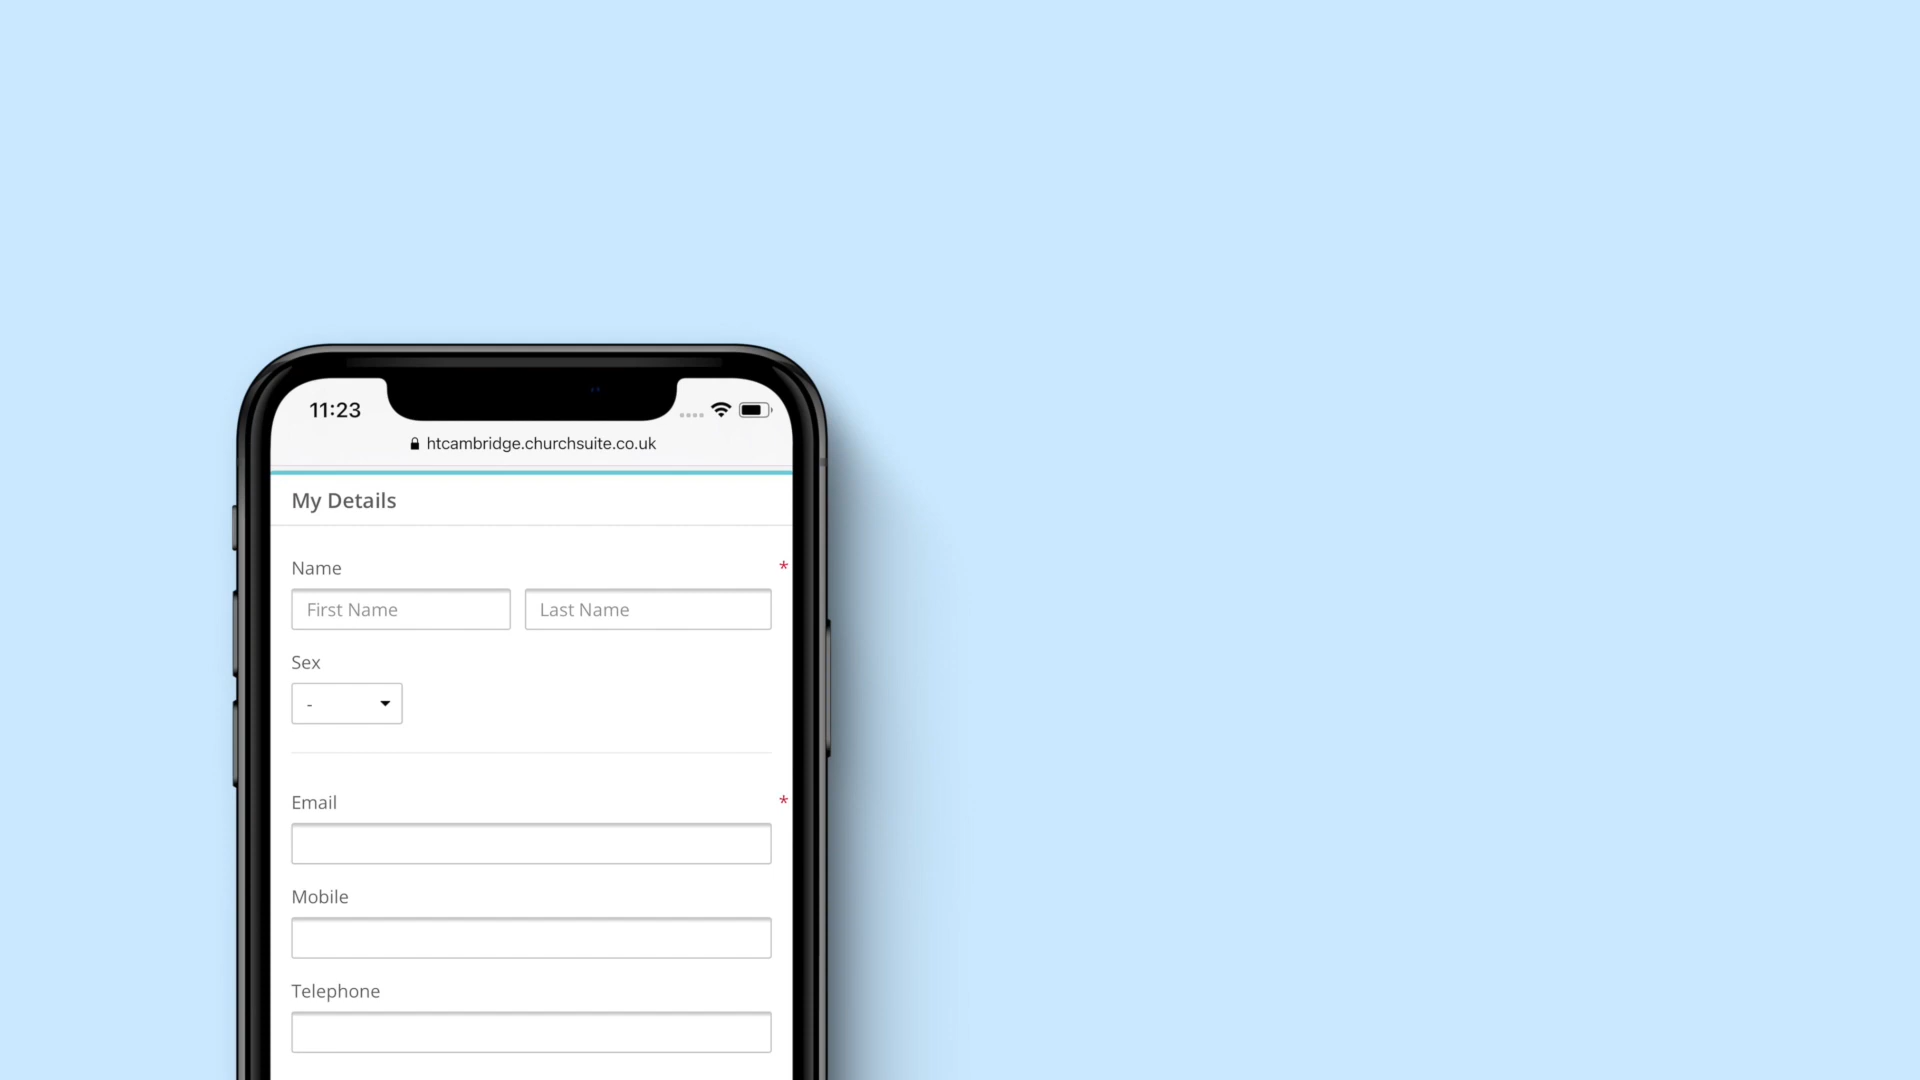 11:23
htcambridge.churchsuite.co.uk
My Details
Name *
First Name Last Name
Sex
-
Email *
Mobile
Telephone